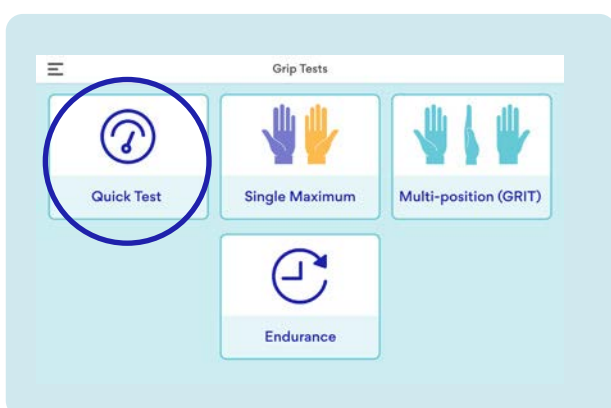 Grip Tests
Quick Test
Single Maximum
Multi-position (GRIT)
Endurance